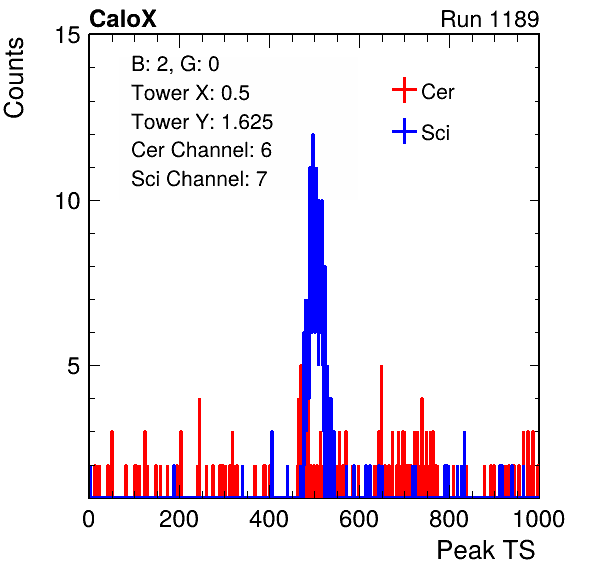 CaloX Run 1189
15
Counts
B: 2, G: 0
Tower X: 0.5
Tower Y: 1.625
Cer Channel: 6
Sci Channel: 7
Cer
Sci
10
5
0 200 400 600 800 1000
Peak TS